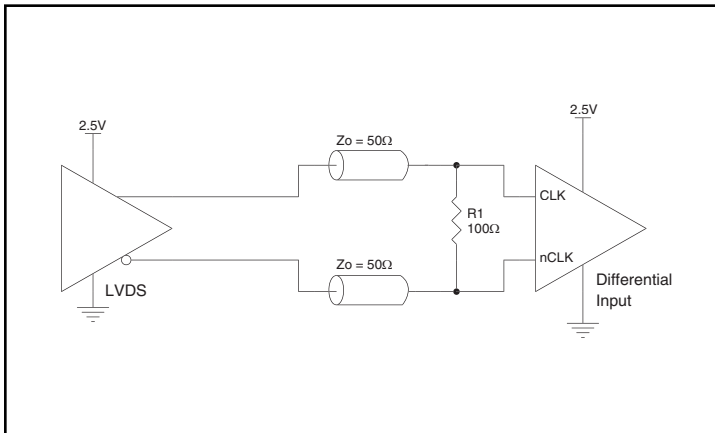 2.5V
2.5V
Zo = 50Ω
CLK
R1
100Ω
nCLK
Zo = 50Ω
LVDS
Differential
Input